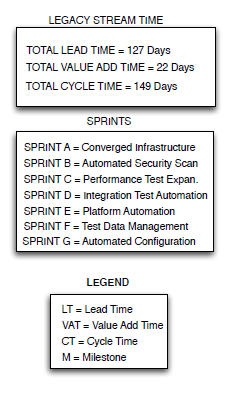 LEGACY STREAM TIME
TOTAL LEAD TIME = 127 Days
TOTAL VALUE ADD TIME = 22 Days
TOTAL CYCLE TIME = 149 Days
SPRINTS
SPRINT A = Converged Infrastructure
SPRINT B = Automated Security Scan
SPRINT C = Performance Test Expan.
SPRINT D = Integration Test Automation
SPRINT E = Platform Automation
SPRINT F = Test Data Management
SPRINT G = Automated Configuration
LEGEND
LT = Lead Time
VAT = Value Add Time
CT = Cycle Time
M = Milestone